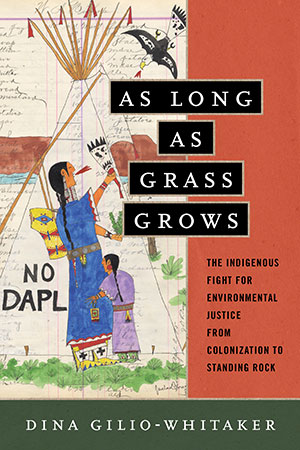 AS LONG
AS
GRASS
GROWS
THE INDIGENOUS
FIGHT FOR
ENVIRONMENTAL
JUSTICE
FROM
COLONIZATION TO
STANDING ROCK
NO
DAPL
DINA GILIO-WHITAKER